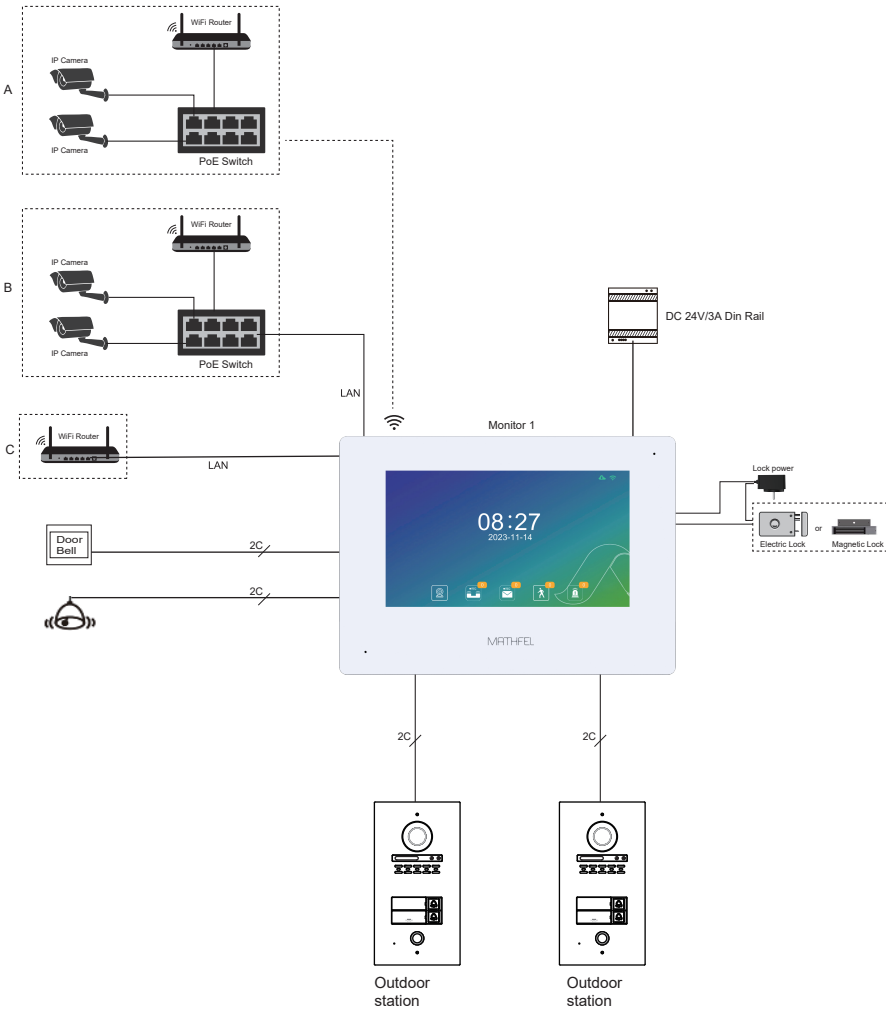 WiFi Router
IP Camera
A
IP Camera
PoE Switch
WiFi Router
IP Camera
B
IP Camera
PoE Switch
DC 24V/3A Din Rail
LAN
Monitor 1
C
WiFi Router
LAN
Lock power
08:27
2023-11-14
Electric Lock
or
Magnetic Lock
Door
Bell
2C
2C
MATHFEL
2C
2C
Outdoor
station
Outdoor
station